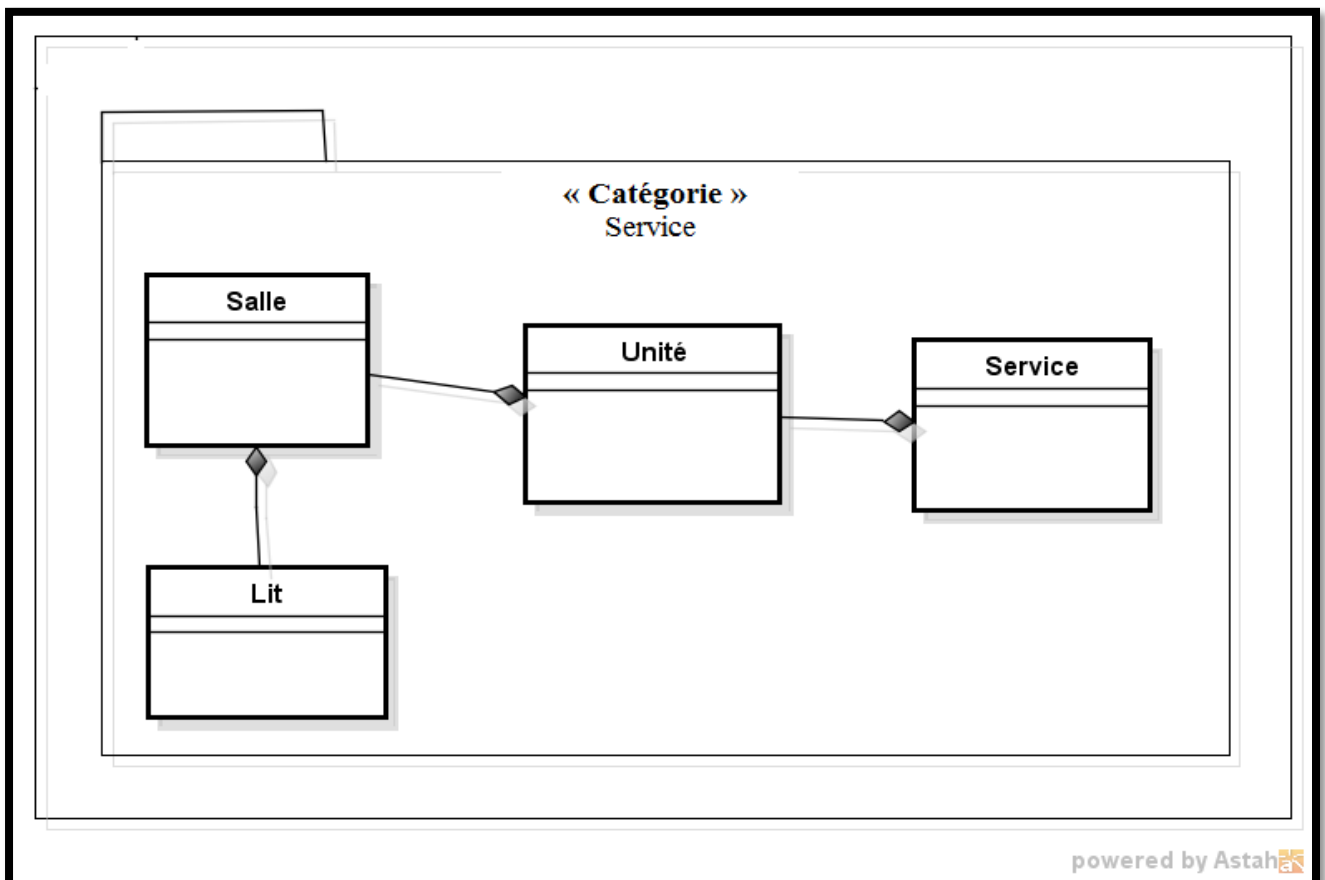 « Catégorie »
Service
Salle
Unité
Service
Lit
powered by Astah